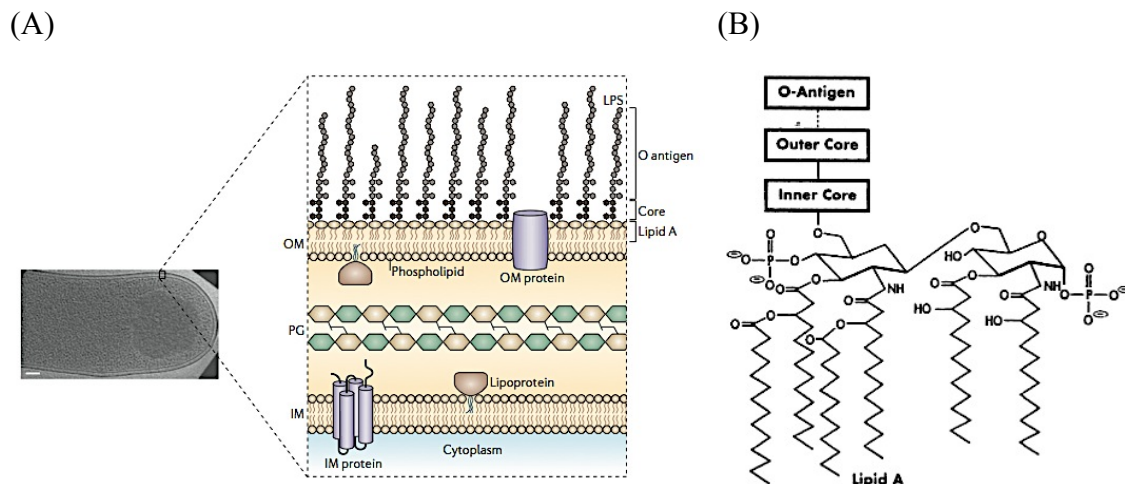 (A)
(B)
LPS
O antigen
Core
Lipid A
OM
Phospholipid
OM protein
PG
Lipoprotein
IM
IM protein
Cytoplasm
O-Antigen
Outer Core
Inner Core
O
O
O
O
P
O
O
O
HO
O
O
P
O
O
NH
O
NH
O
O
O
O
O
O
O
HO
HO
Lipid A